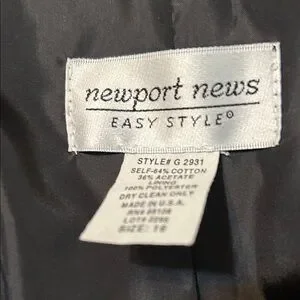 newport news
EASY STYLE®
STYLE# G 2931
SELF-64% COTTON
36% ACETATE
LINING
100% POLYESTER
DRY CLEAN ONLY
MADE IN U.S.A.
RN#
LOT#
SIZE: 16